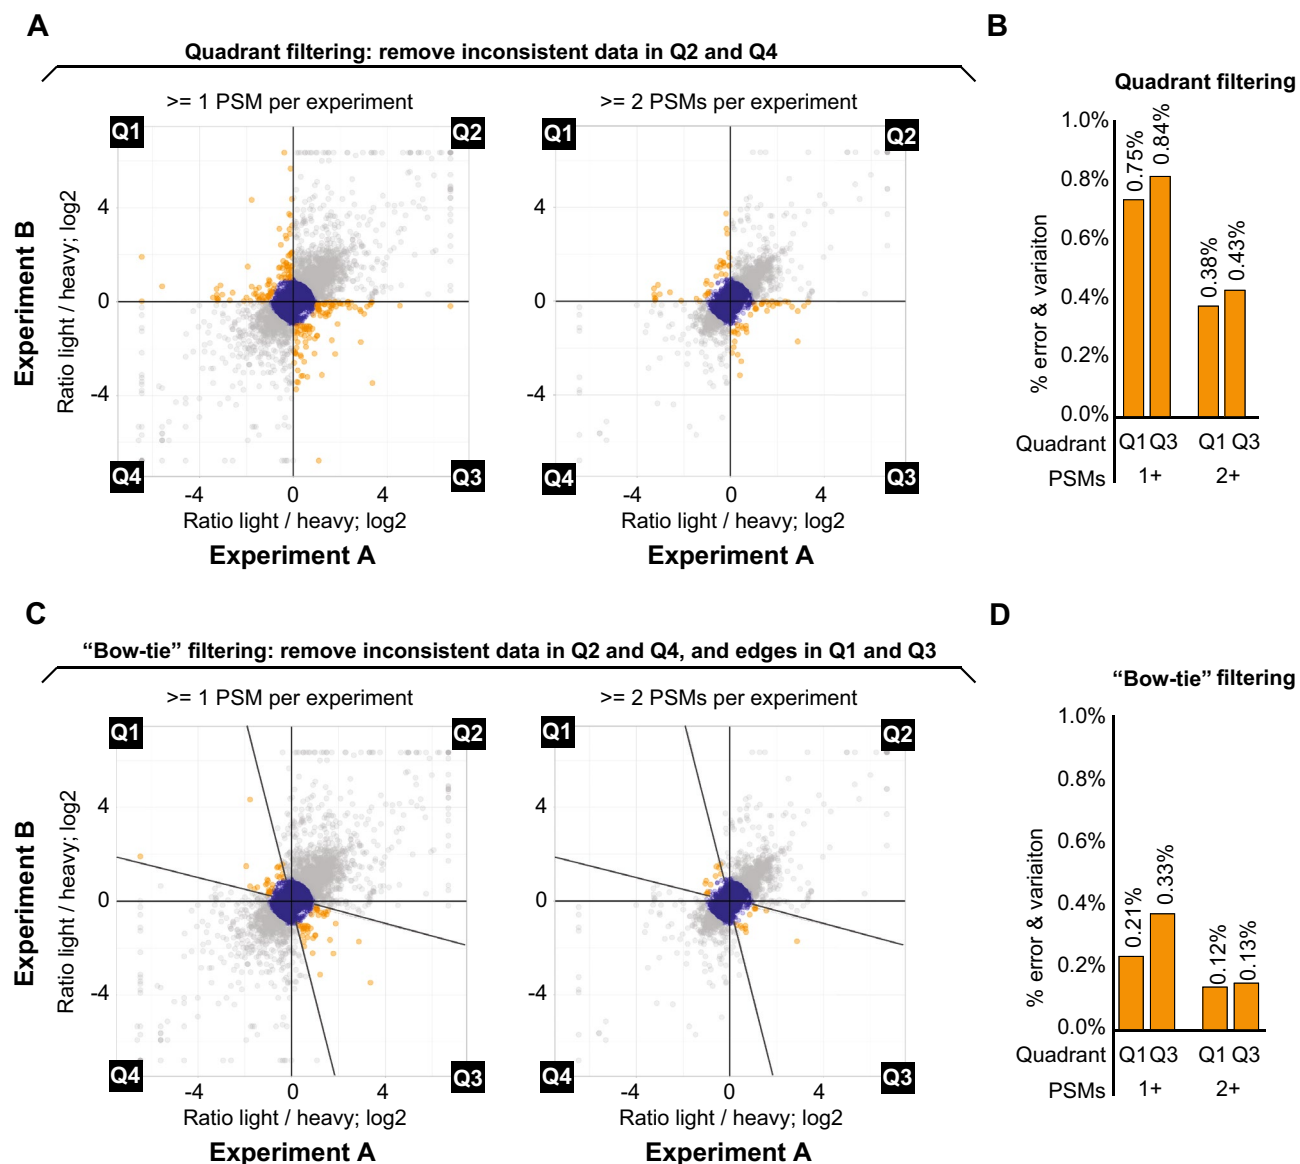 A
Quadrant filtering: remove inconsistent data in Q2 and Q4
>= 1 PSM per experiment
>= 2 PSMs per experiment
Q1
Q2
Q1
Q2
Experiment B
Ratio light / heavy; log2
4
0
-4
4
0
-4
Q4
Q3
Q4
Q3
-4 0 4
-4 0 4
Ratio light / heavy; log2
Ratio light / heavy; log2
Experiment A
Experiment A
B
Quadrant filtering
% error & variaiton
1.0%
0.8%
0.6%
0.4%
0.2%
0.0%
0.75%
0.84%
0.38%
0.43%
Quadrant Q1 Q3 Q1 Q3
PSMs 1+ 2+
C
“Bow-tie” filtering: remove inconsistent data in Q2 and Q4, and edges in Q1 and Q3
>= 1 PSM per experiment
>= 2 PSMs per experiment
Q1
Q2
Q1
Q2
Experiment B
Ratio light / heavy; log2
4
0
-4
4
0
-4
Q4
Q3
Q4
Q3
-4 0 4
-4 0 4
Ratio light / heavy; log2
Ratio light / heavy; log2
Experiment A
Experiment A
D
“Bow-tie” filtering
% error & variaiton
1.0%
0.8%
0.6%
0.4%
0.2%
0.0%
0.21%
0.33%
0.12%
0.13%
Quadrant Q1 Q3 Q1 Q3
PSMs 1+ 2+